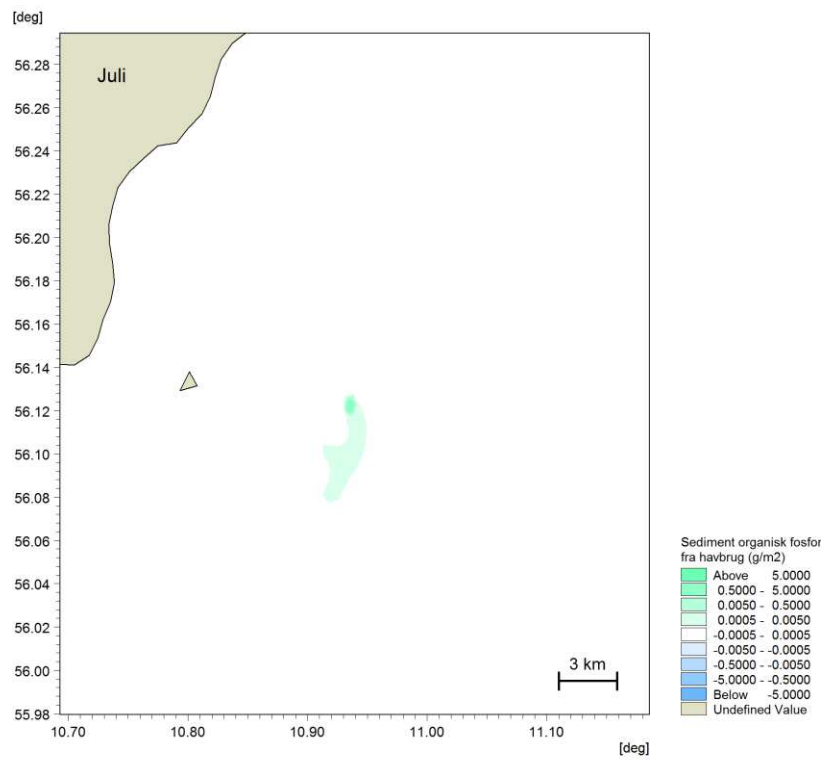 [deg]
Juli
56.28
56.26
56.24
56.22
56.20
56.18
56.16
56.14
56.12
56.10
56.08
56.06
56.04
56.02
56.00
55.98
3 km
10.70 10.80 10.90 11.00 11.10
[deg]
Sediment organisk fosfor
fra havbrug (g/m2)
Above 5.0000
0.5000 - 5.0000
0.0050 - 0.5000
0.0005 - 0.0050
-0.0005 - 0.0005
-0.0050 - -0.0005
-0.5000 - -0.0050
-5.0000 - -0.5000
Below -5.0000
Undefined Value